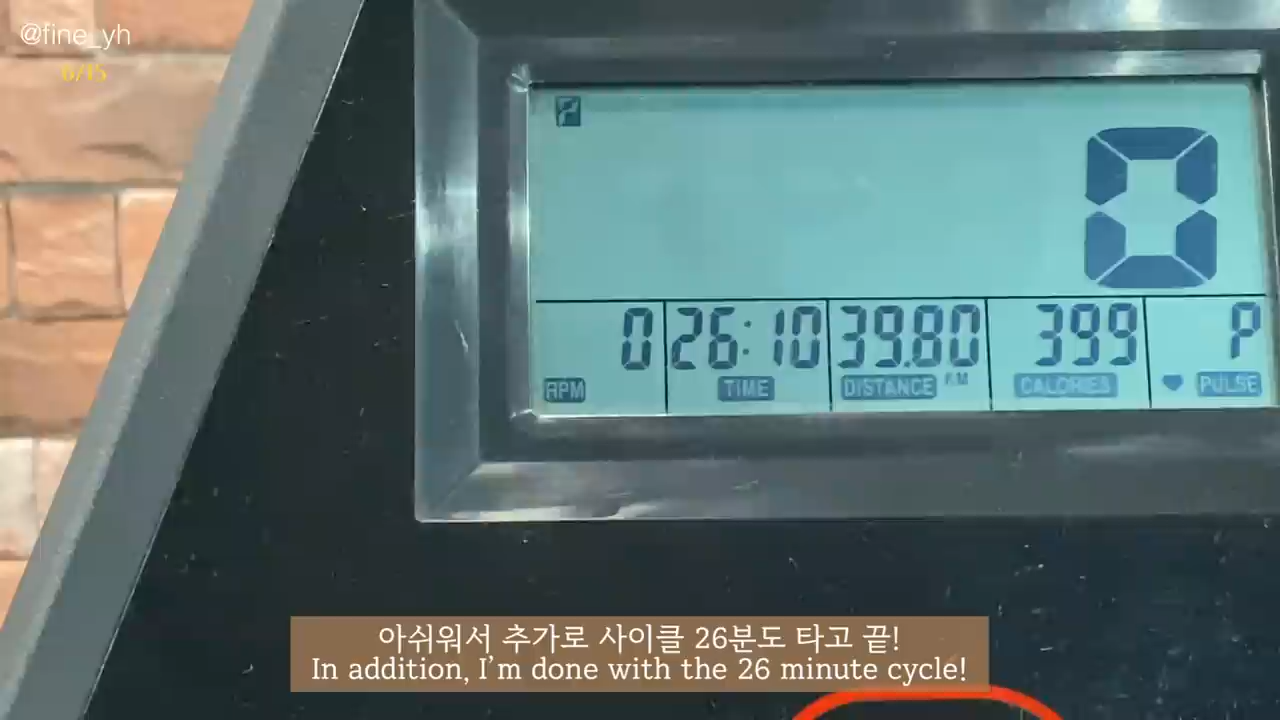 @fine_yh
6/15
P
0
0
26:10
39.80
399
P
RPM
TIME
DISTANCE
KM
CALORIES
PULSE
아쉬워서 추가로 사이클 26분도 타고 끝!
In addition, I'm done with the 26 minute cycle!